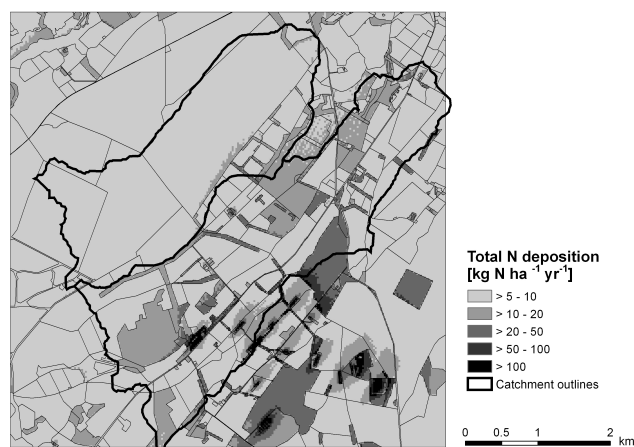 Total N deposition
[kg N ha⁻¹ yr⁻¹]
> 5 - 10
> 10 - 20
> 20 - 50
> 50 - 100
> 100
Catchment outlines
0 0.5 1 2
km